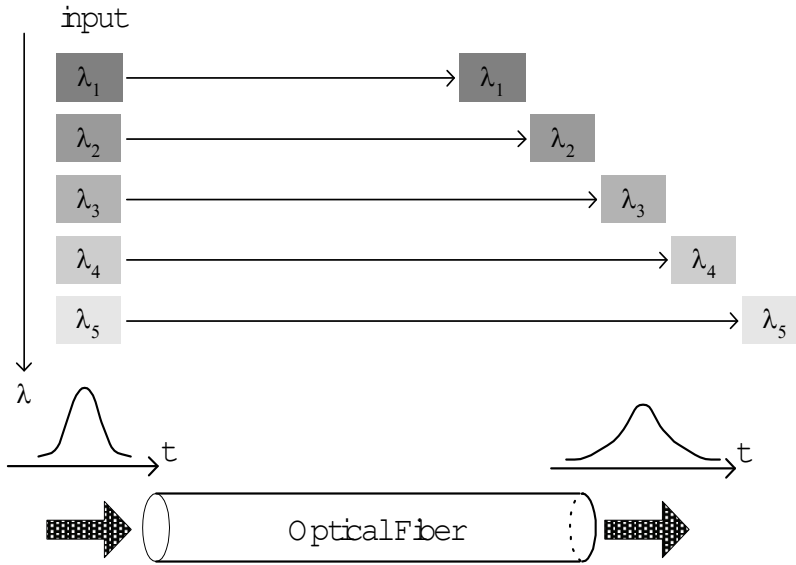 input
λ₁ λ₁
λ₂ λ₂
λ₃ λ₃
λ₄ λ₄
λ₅ λ₅
λ
t t
OpticalFiber